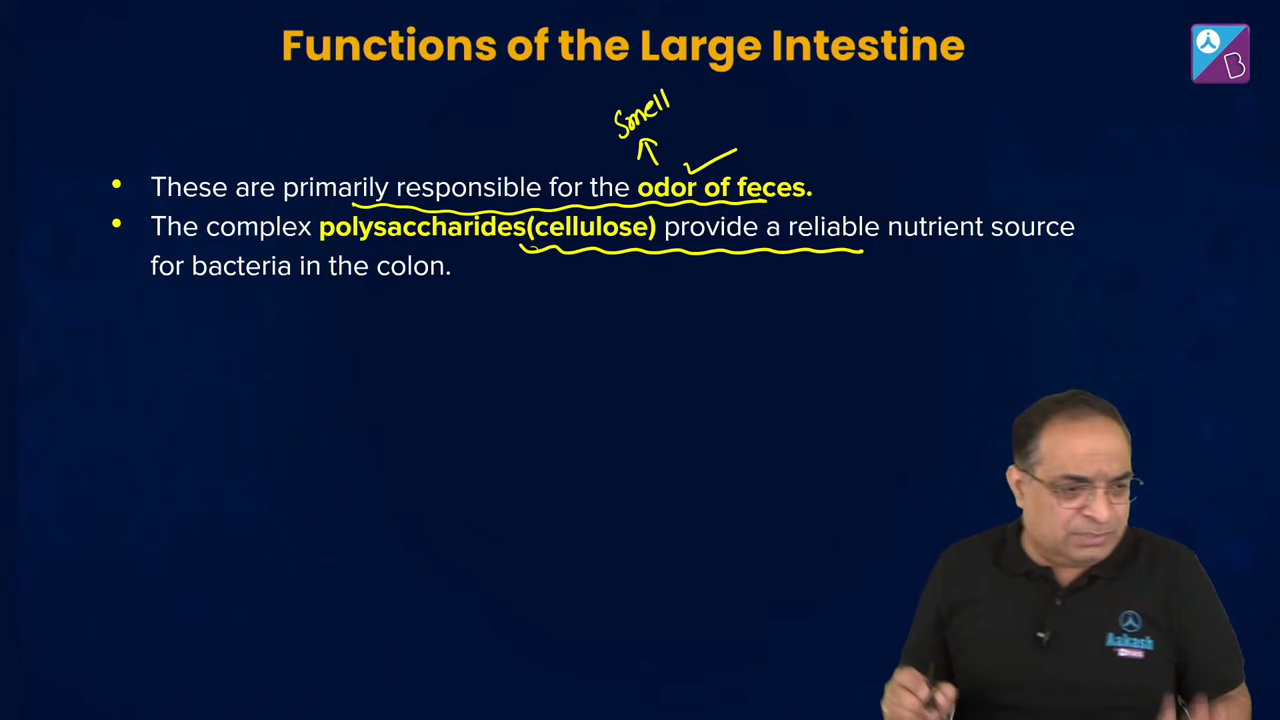 Functions of the Large Intestine
B
Smell
• These are primarily responsible for the odor of feces.
• The complex polysaccharides(cellulose) provide a reliable nutrient source
for bacteria in the colon.
Aakash